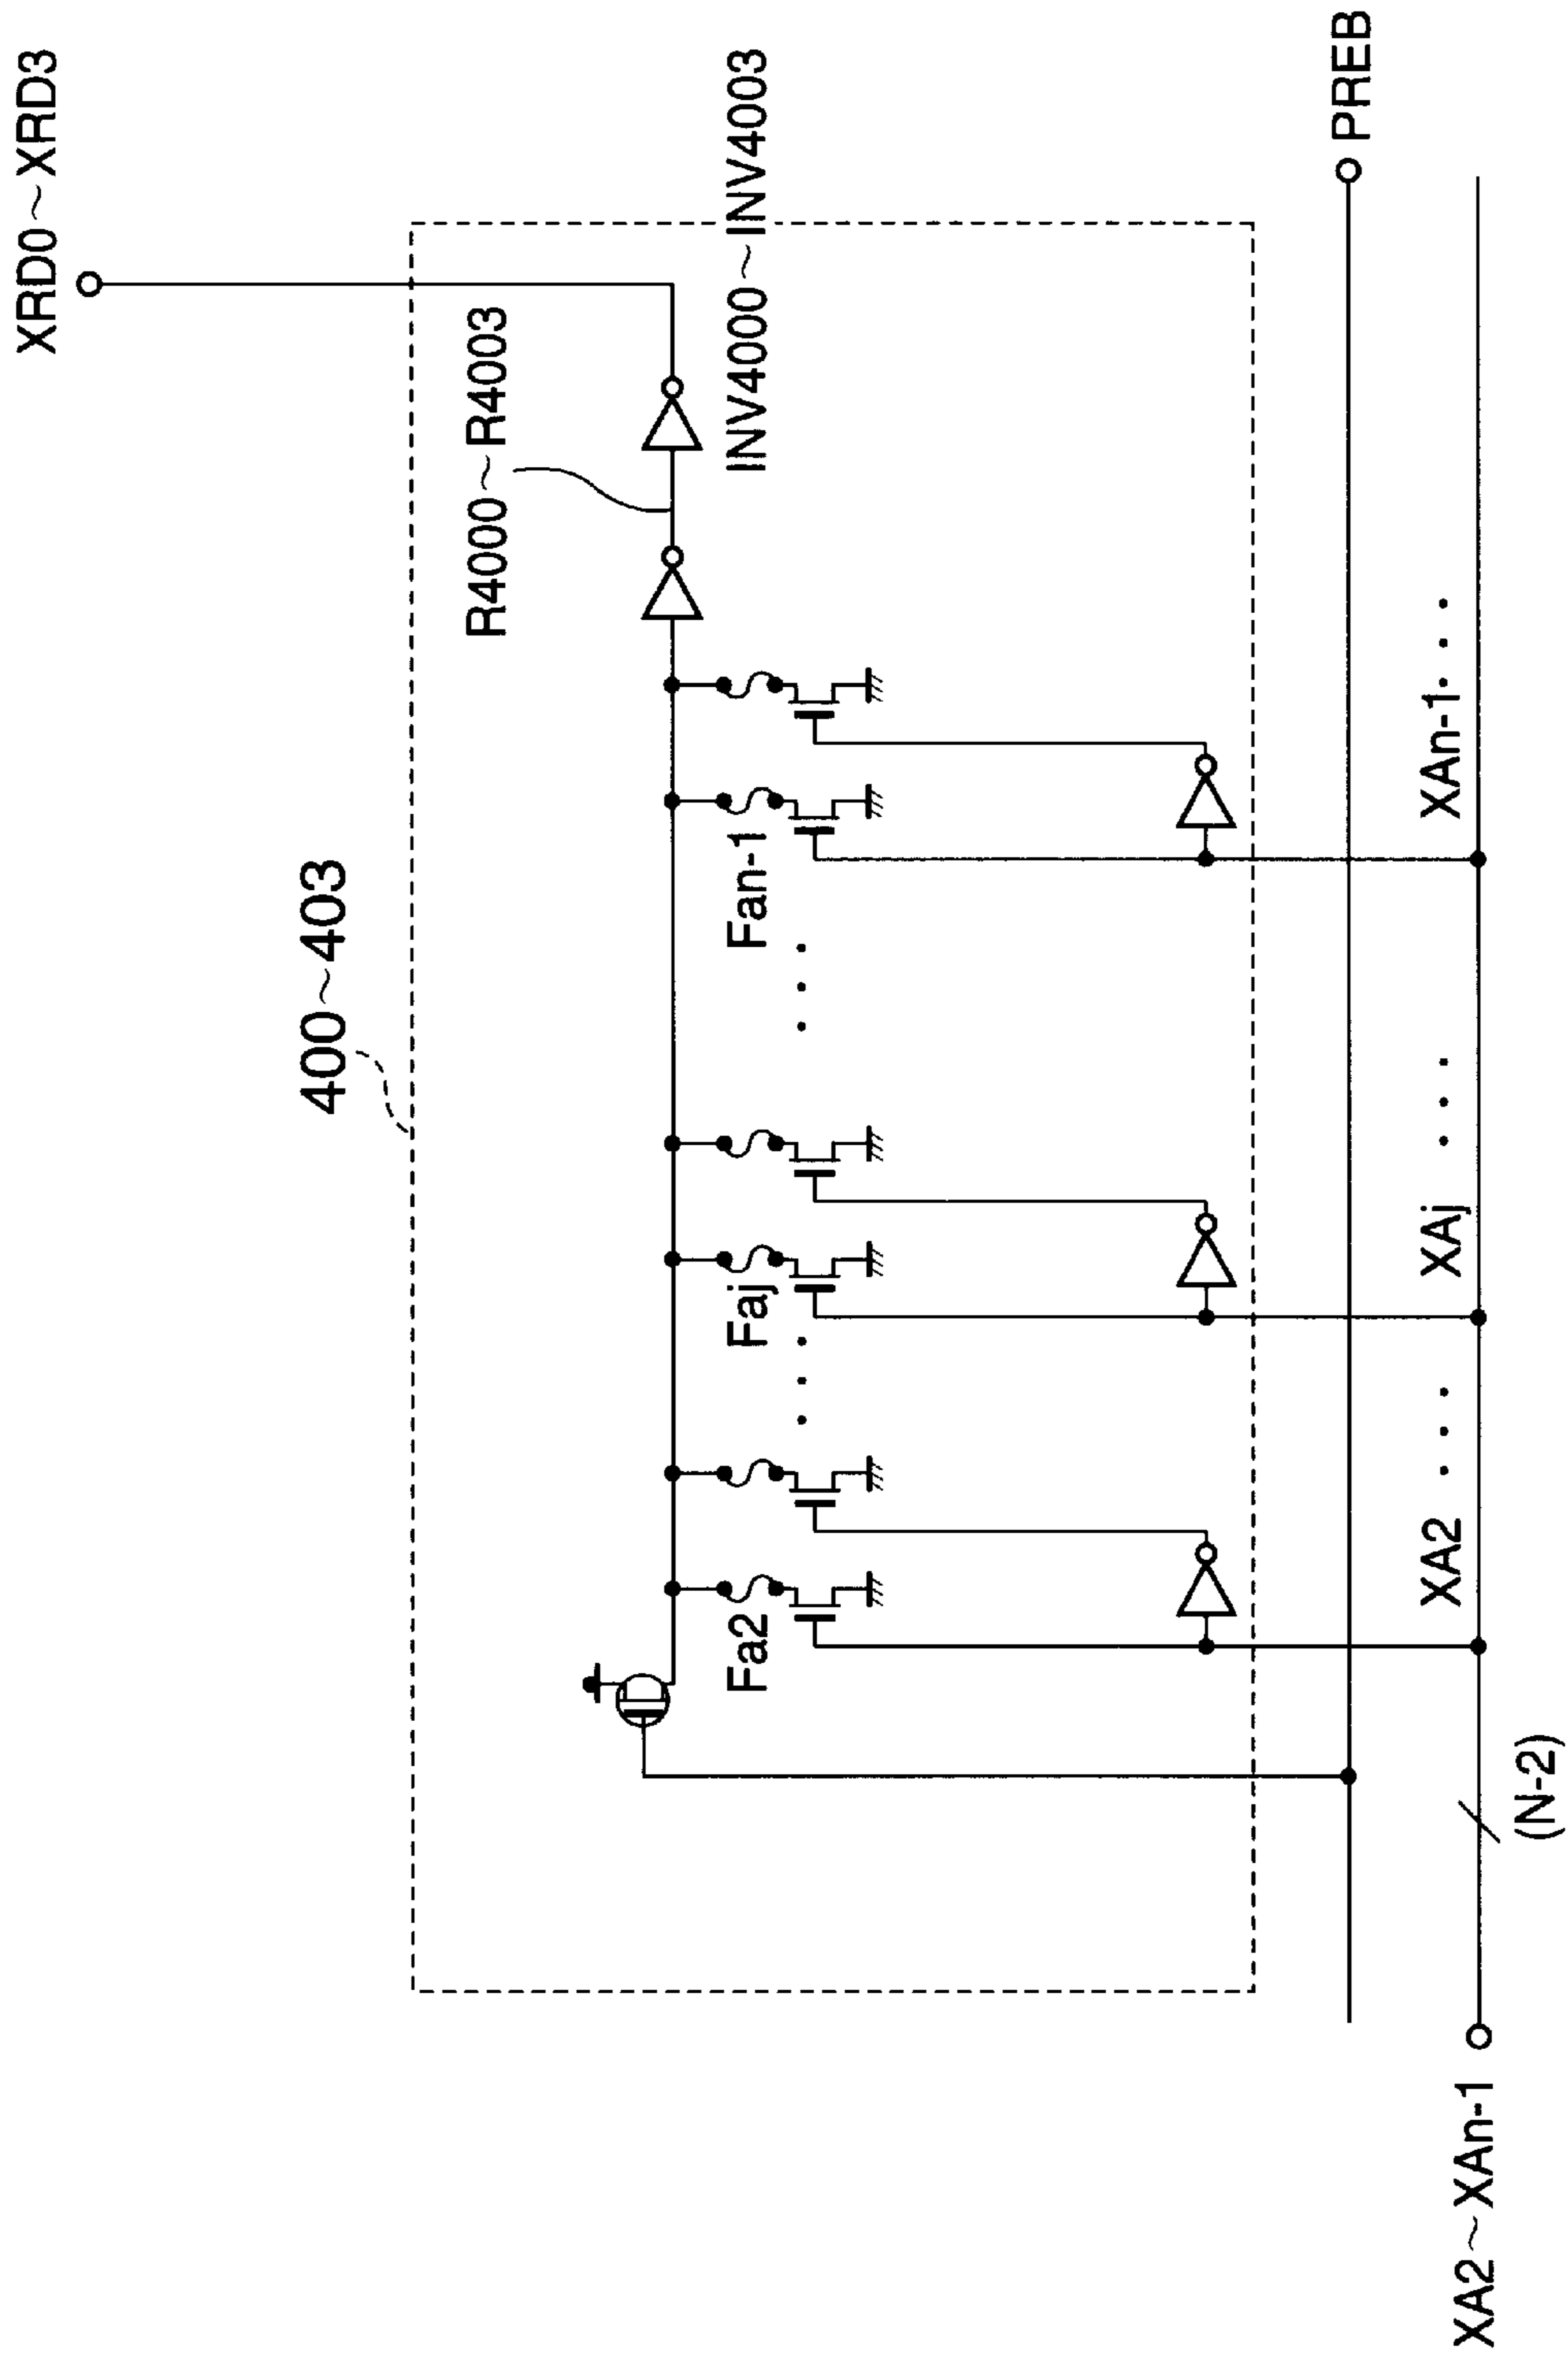 XRD0～XRD3
400～403
R4000～R4003
INV4000～INV4003
Fa2
Faj
Fan-1
PREB
XA2
XAj
XAn-1
XA2～XAn-1
(N-2)